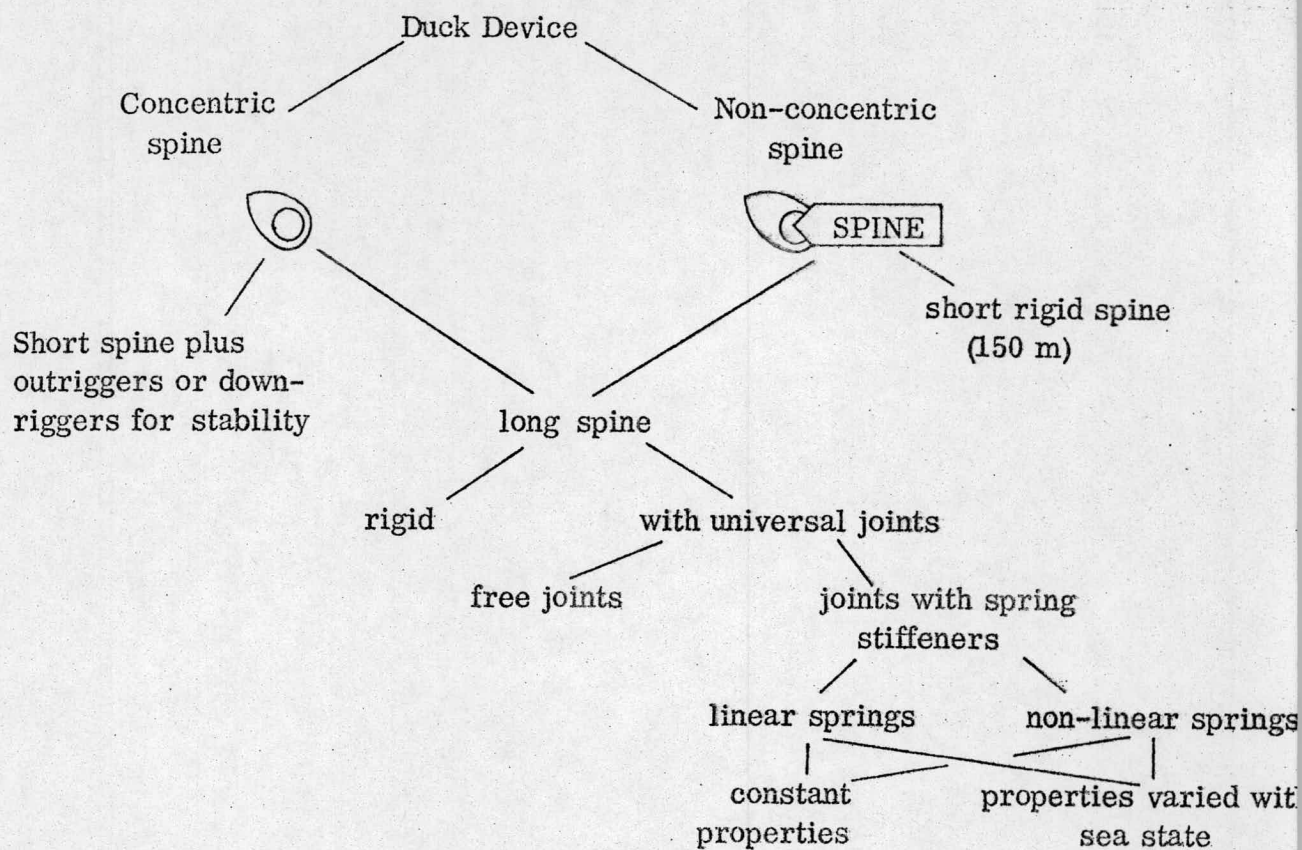 Duck Device
Concentric
spine
Non-concentric
spine
SPINE
short rigid spine
(150 m)
Short spine plus
outriggers or down-
riggers for stability
long spine
rigid
with universal joints
free joints
joints with spring
stiffeners
linear springs
non-linear springs
constant
properties
properties varied wit
sea state